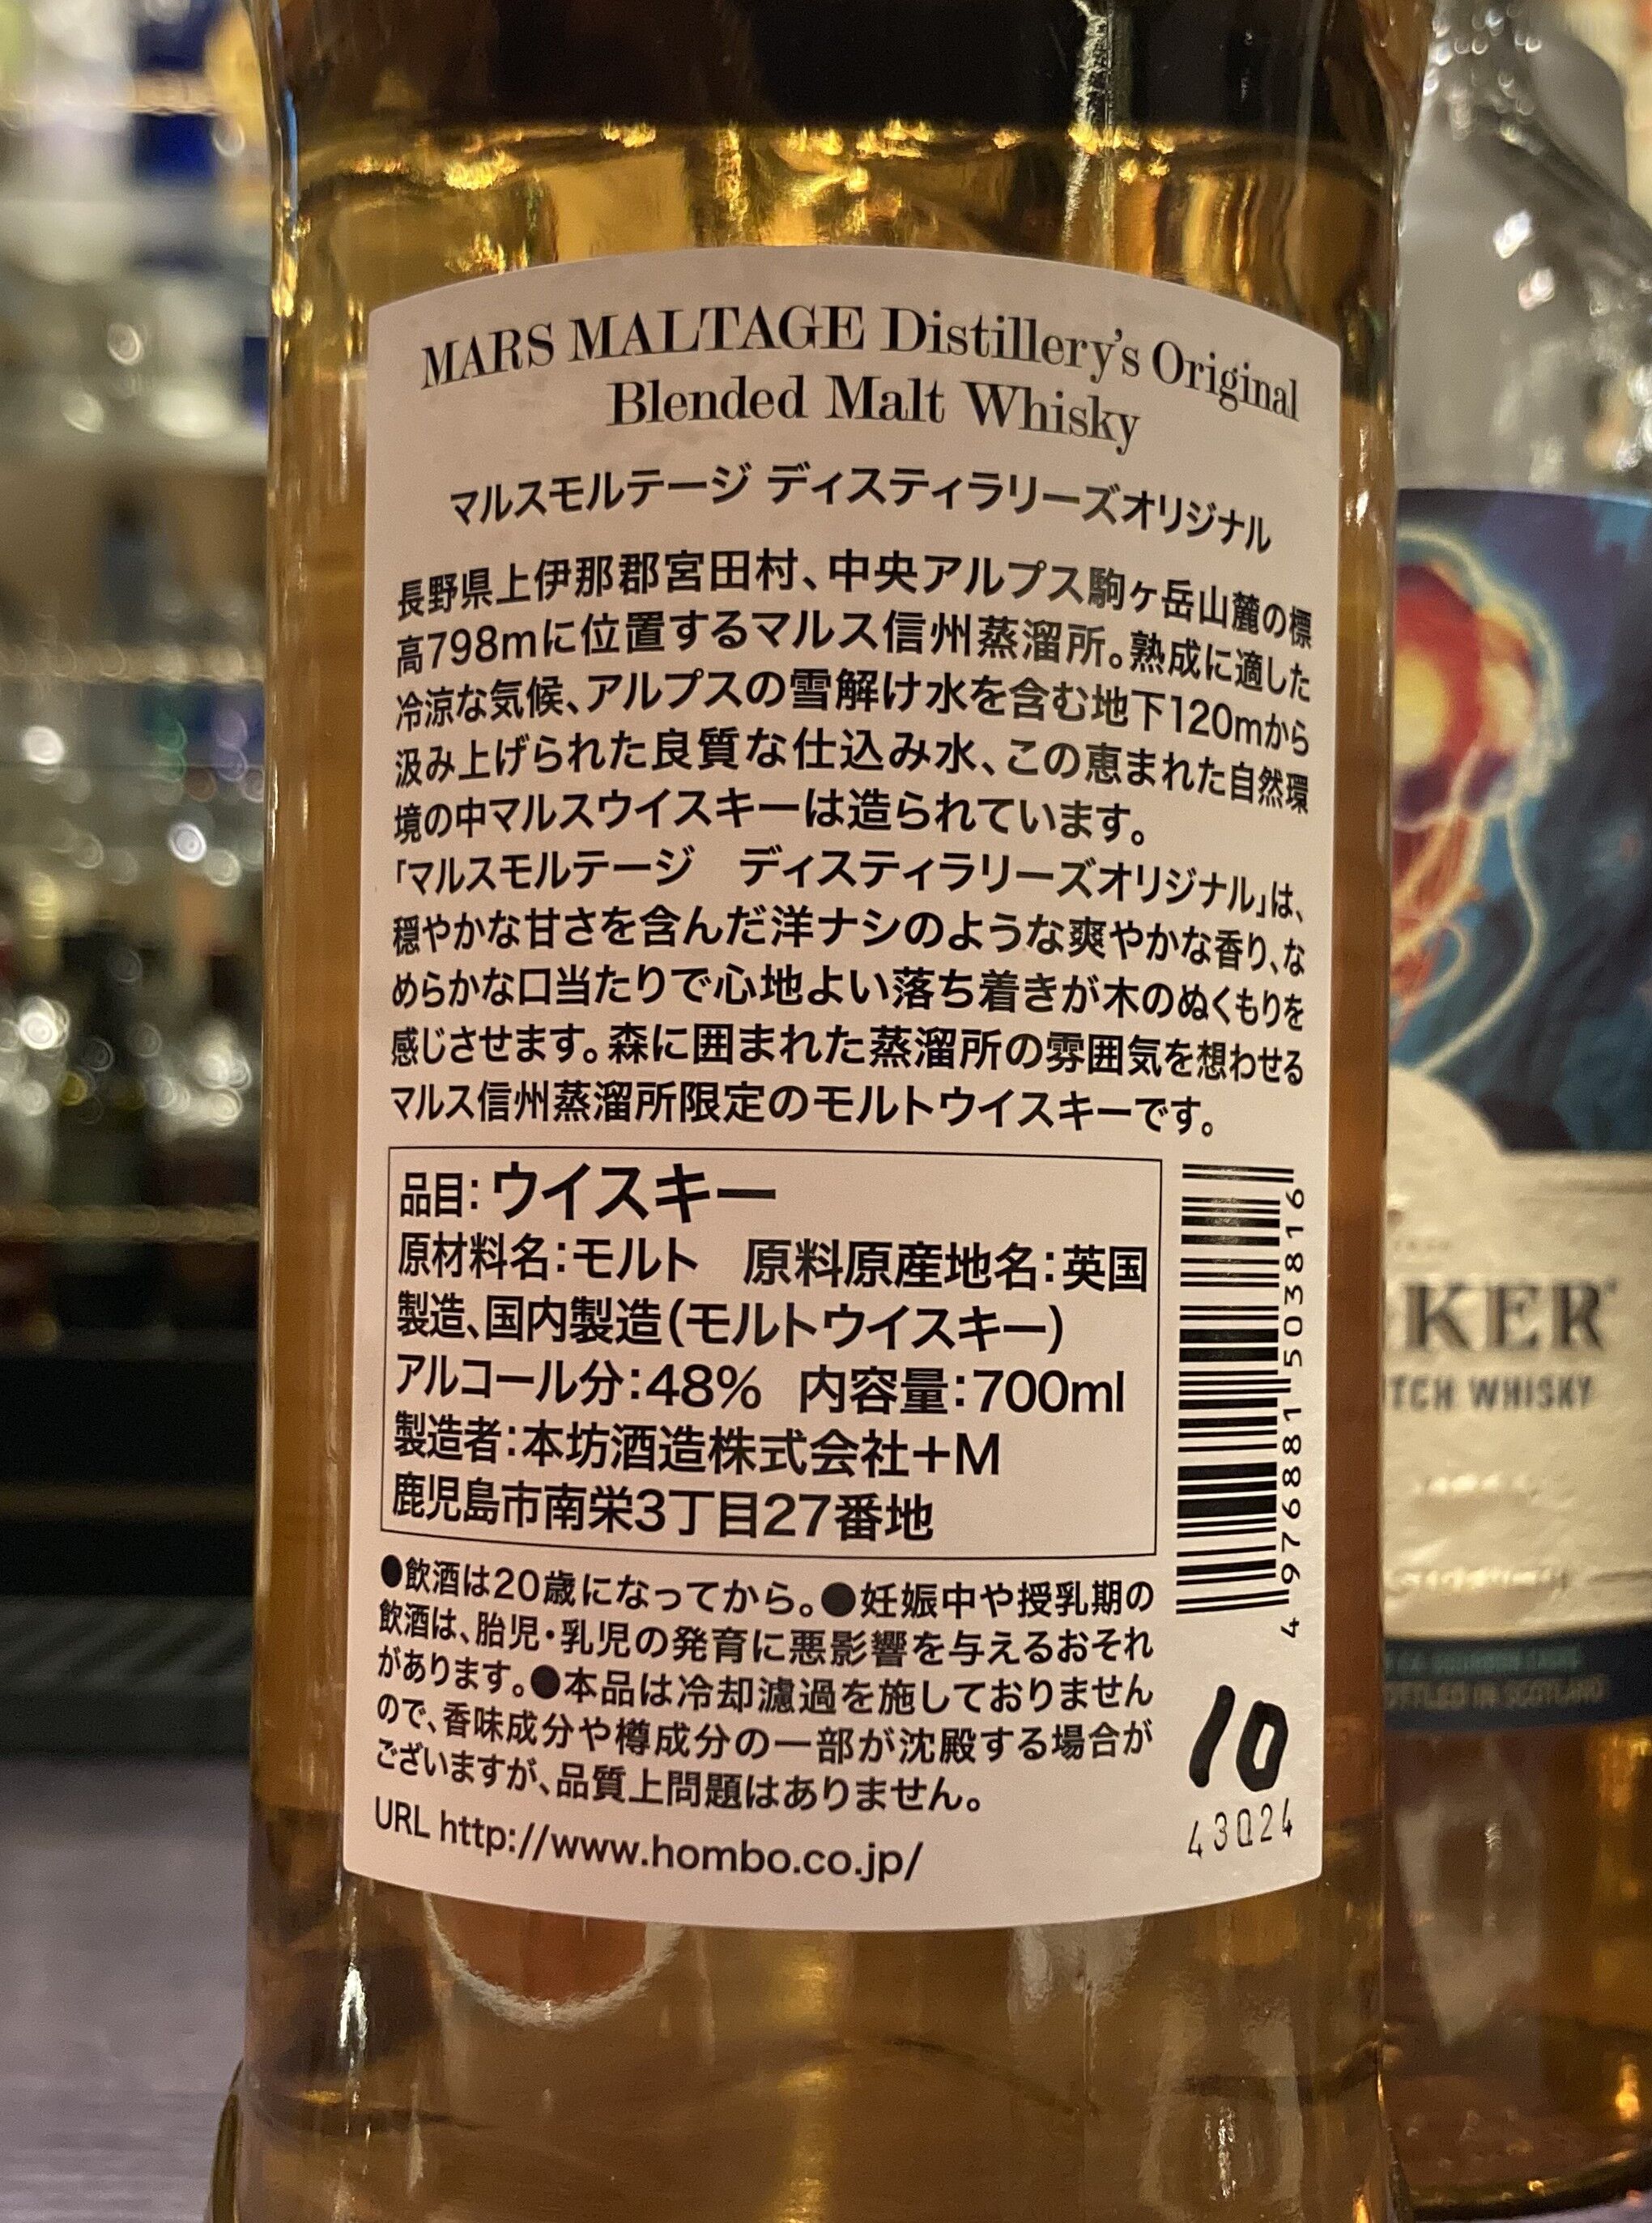 MARS MALTAGE Distillery's Original
Blended Malt Whisky
マルスモルテージ ディスティラリーズオリジナル
長野県上伊那郡宮田村、中央アルプス駒ヶ岳山麓の標
高798mに位置するマルス信州蒸溜所。熟成に適した
冷涼な気候、アルプスの雪解け水を含む地下120mから
汲み上げられた良質な仕込み水、この恵まれた自然環
境の中マルスウイスキーは造られています。
「マルスモルテージ　ディスティラリーズオリジナル」は、
穏やかな甘さを含んだ洋ナシのような爽やかな香り、な
めらかな口当たりで心地よい落ち着きが木のぬくもりを
感じさせます。森に囲まれた蒸溜所の雰囲気を想わせる
マルス信州蒸溜所限定のモルトウイスキーです。
品目：ウイスキー
原材料名：モルト　原料原産地名：英国
製造、国内製造（モルトウイスキー）
アルコール分：48%　内容量：700ml
製造者：本坊酒造株式会社＋M
鹿児島市南栄3丁目27番地
4 976881 503816
●飲酒は20歳になってから。●妊娠中や授乳期の
飲酒は、胎児・乳児の発育に悪影響を与えるおそれ
があります。●本品は冷却濾過を施しておりません
ので、香味成分や樽成分の一部が沈殿する場合が
ございますが、品質上問題はありません。
URL http://www.hombo.co.jp/
10
43Q24
KER
TCH WHISKY
BOTTLED IN SCOTLAND